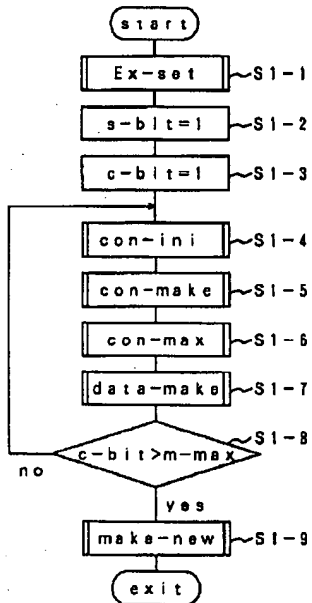 start
Ex-set S1-1
s-bit=1 S1-2
c-bit=1 S1-3
con-ini S1-4
con-make S1-5
con-max S1-6
data-make S1-7
c-bit>m-max S1-8
no
yes
make-new S1-9
exit